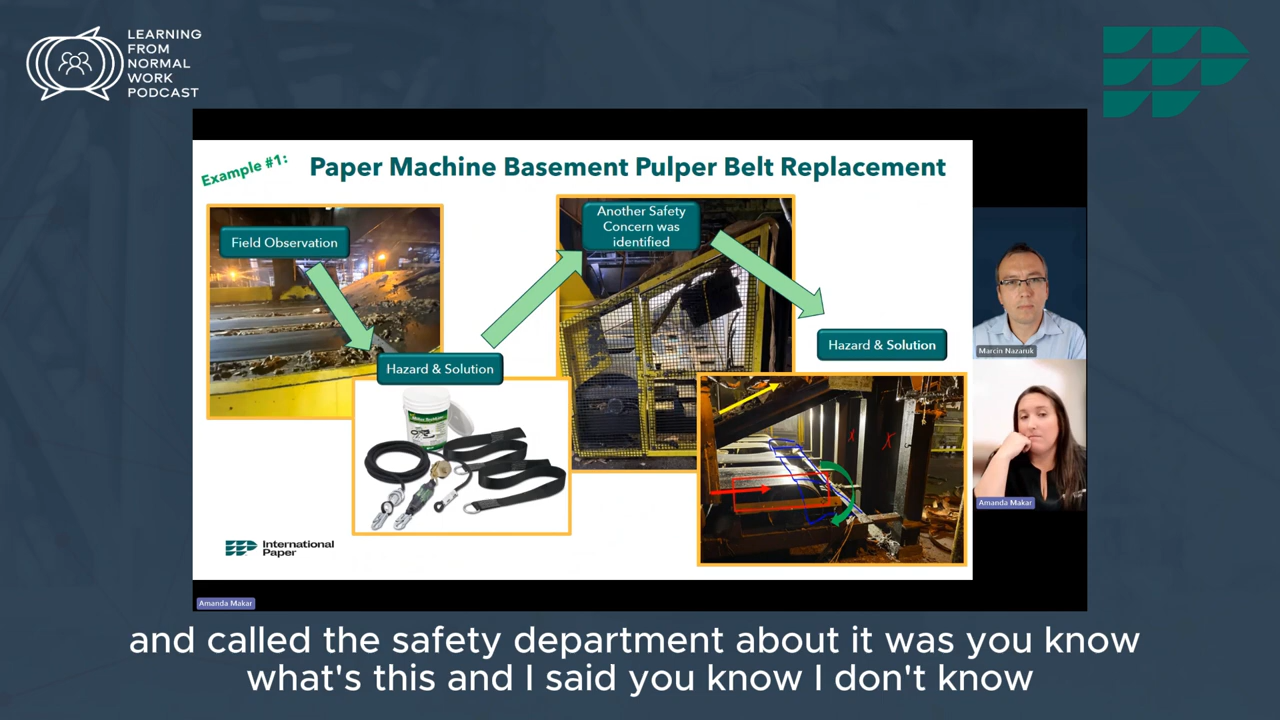 LEARNING
FROM
NORMAL
WORK
PODCAST
Example #1:
Paper Machine Basement Pulper Belt Replacement
Field Observation
Another Safety
Concern was
identified
Hazard & Solution
Hazard & Solution
International
Paper
Marcin Nazaruk
Amanda Makar
Amanda Makar
and called the safety department about it was you know
what's this and I said you know I don't know